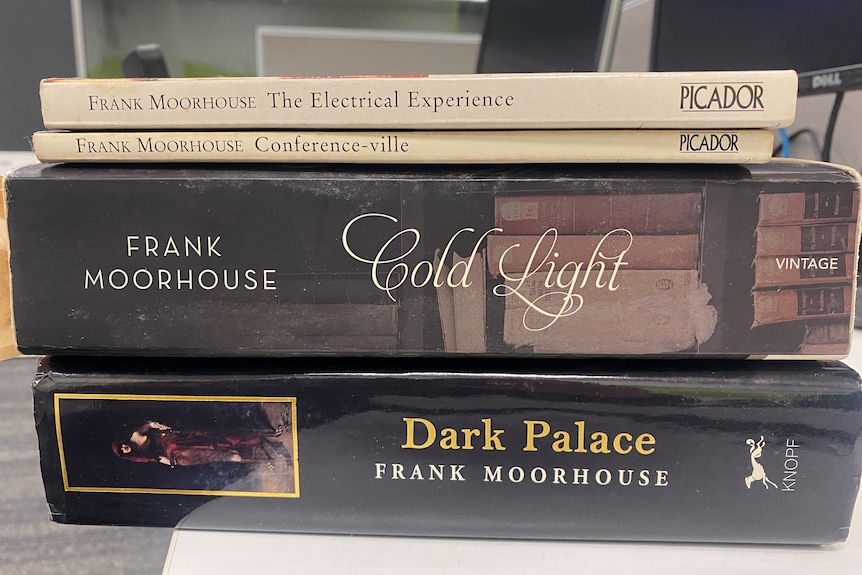 FRANK MOORHOUSE The Electrical Experience PICADOR
FRANK MOORHOUSE Conference-ville PICADOR
FRANK
MOORHOUSE
Cold Light
VINTAGE
Dark Palace
FRANK MOORHOUSE
KNOPF
DELL